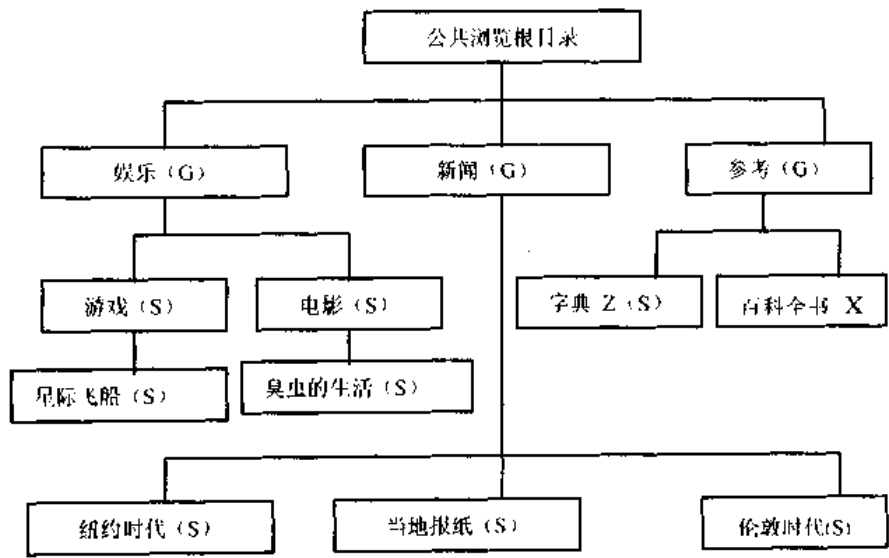 公共浏览根目录
娱乐（G）
新闻（G）
参考（G）
游戏（S）
电影（S）
字典 Z（S）
百科全书 X
星际飞船（S）
臭虫的生活（S）
纽约时代（S）
当地报纸（S）
伦敦时代(S)